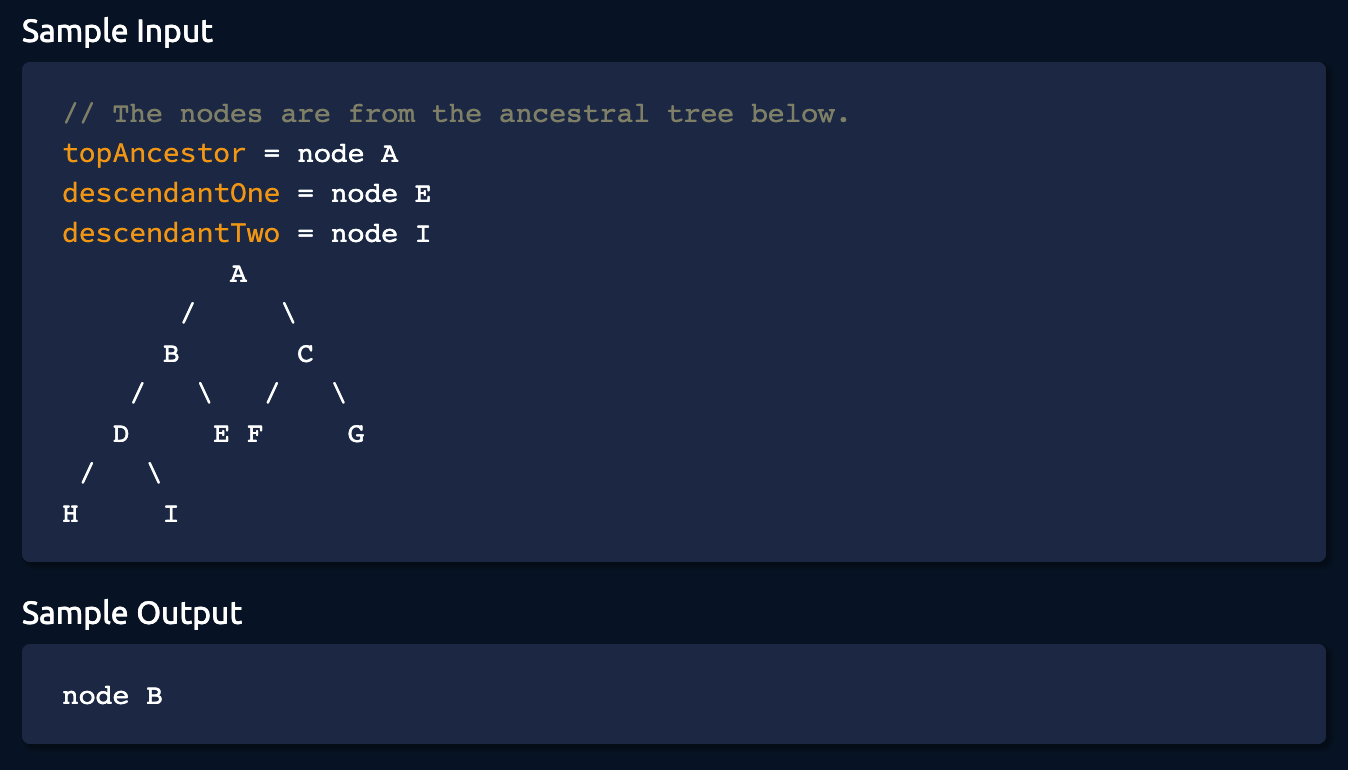 Sample Input
// The nodes are from the ancestral tree below.
topAncestor = node A
descendantOne = node E
descendantTwo = node I
          A
       /     \
      B       C
    /   \   /   \
   D     E F     G
 /   \
H     I
Sample Output
node B